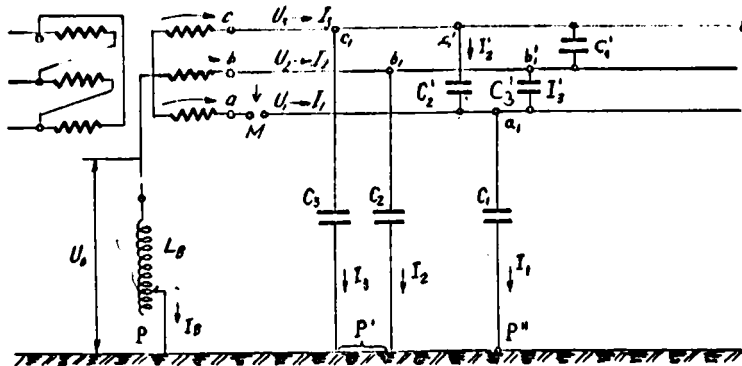 c U₃ → I₃ c₁ c₁' I₂' C₁'
b U₂ → I₂ b₁ b₁'
a U₁ → I₁ C₂' C₃' I₃'
M a₁
C₃ C₂ C₁
U₀ L_B
I₃ I₂ I₁
P I_B P' P"